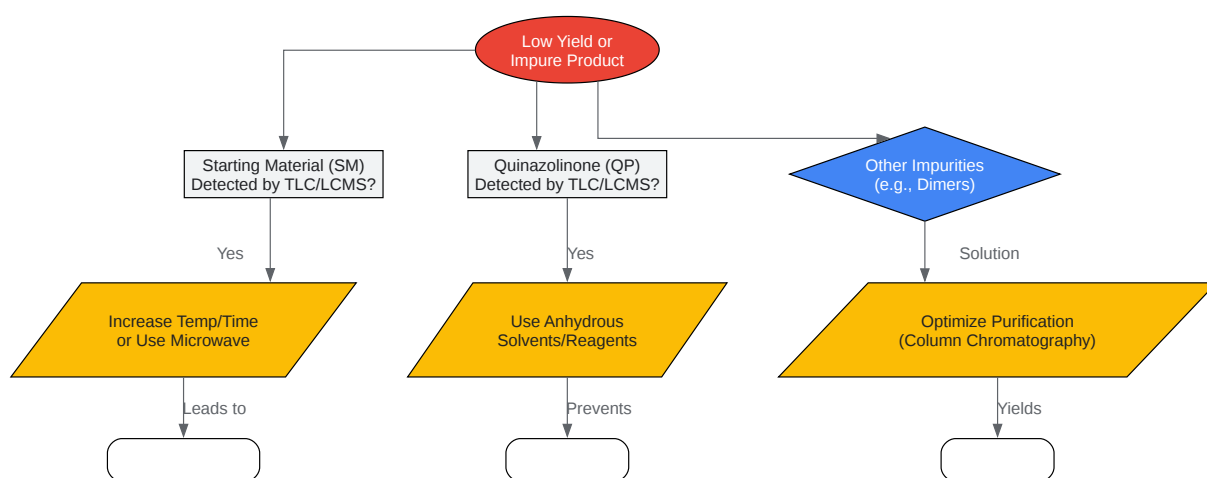 Low Yield or
Impure Product
Starting Material (SM)
Detected by TLC/LCMS?
Quinazolinone (QP)
Detected by TLC/LCMS?
Other Impurities
(e.g., Dimers)
Yes
Yes
Solution
Increase Temp/Time
or Use Microwave
Use Anhydrous
Solvents/Reagents
Optimize Purification
(Column Chromatography)
Leads to
Prevents
Yields